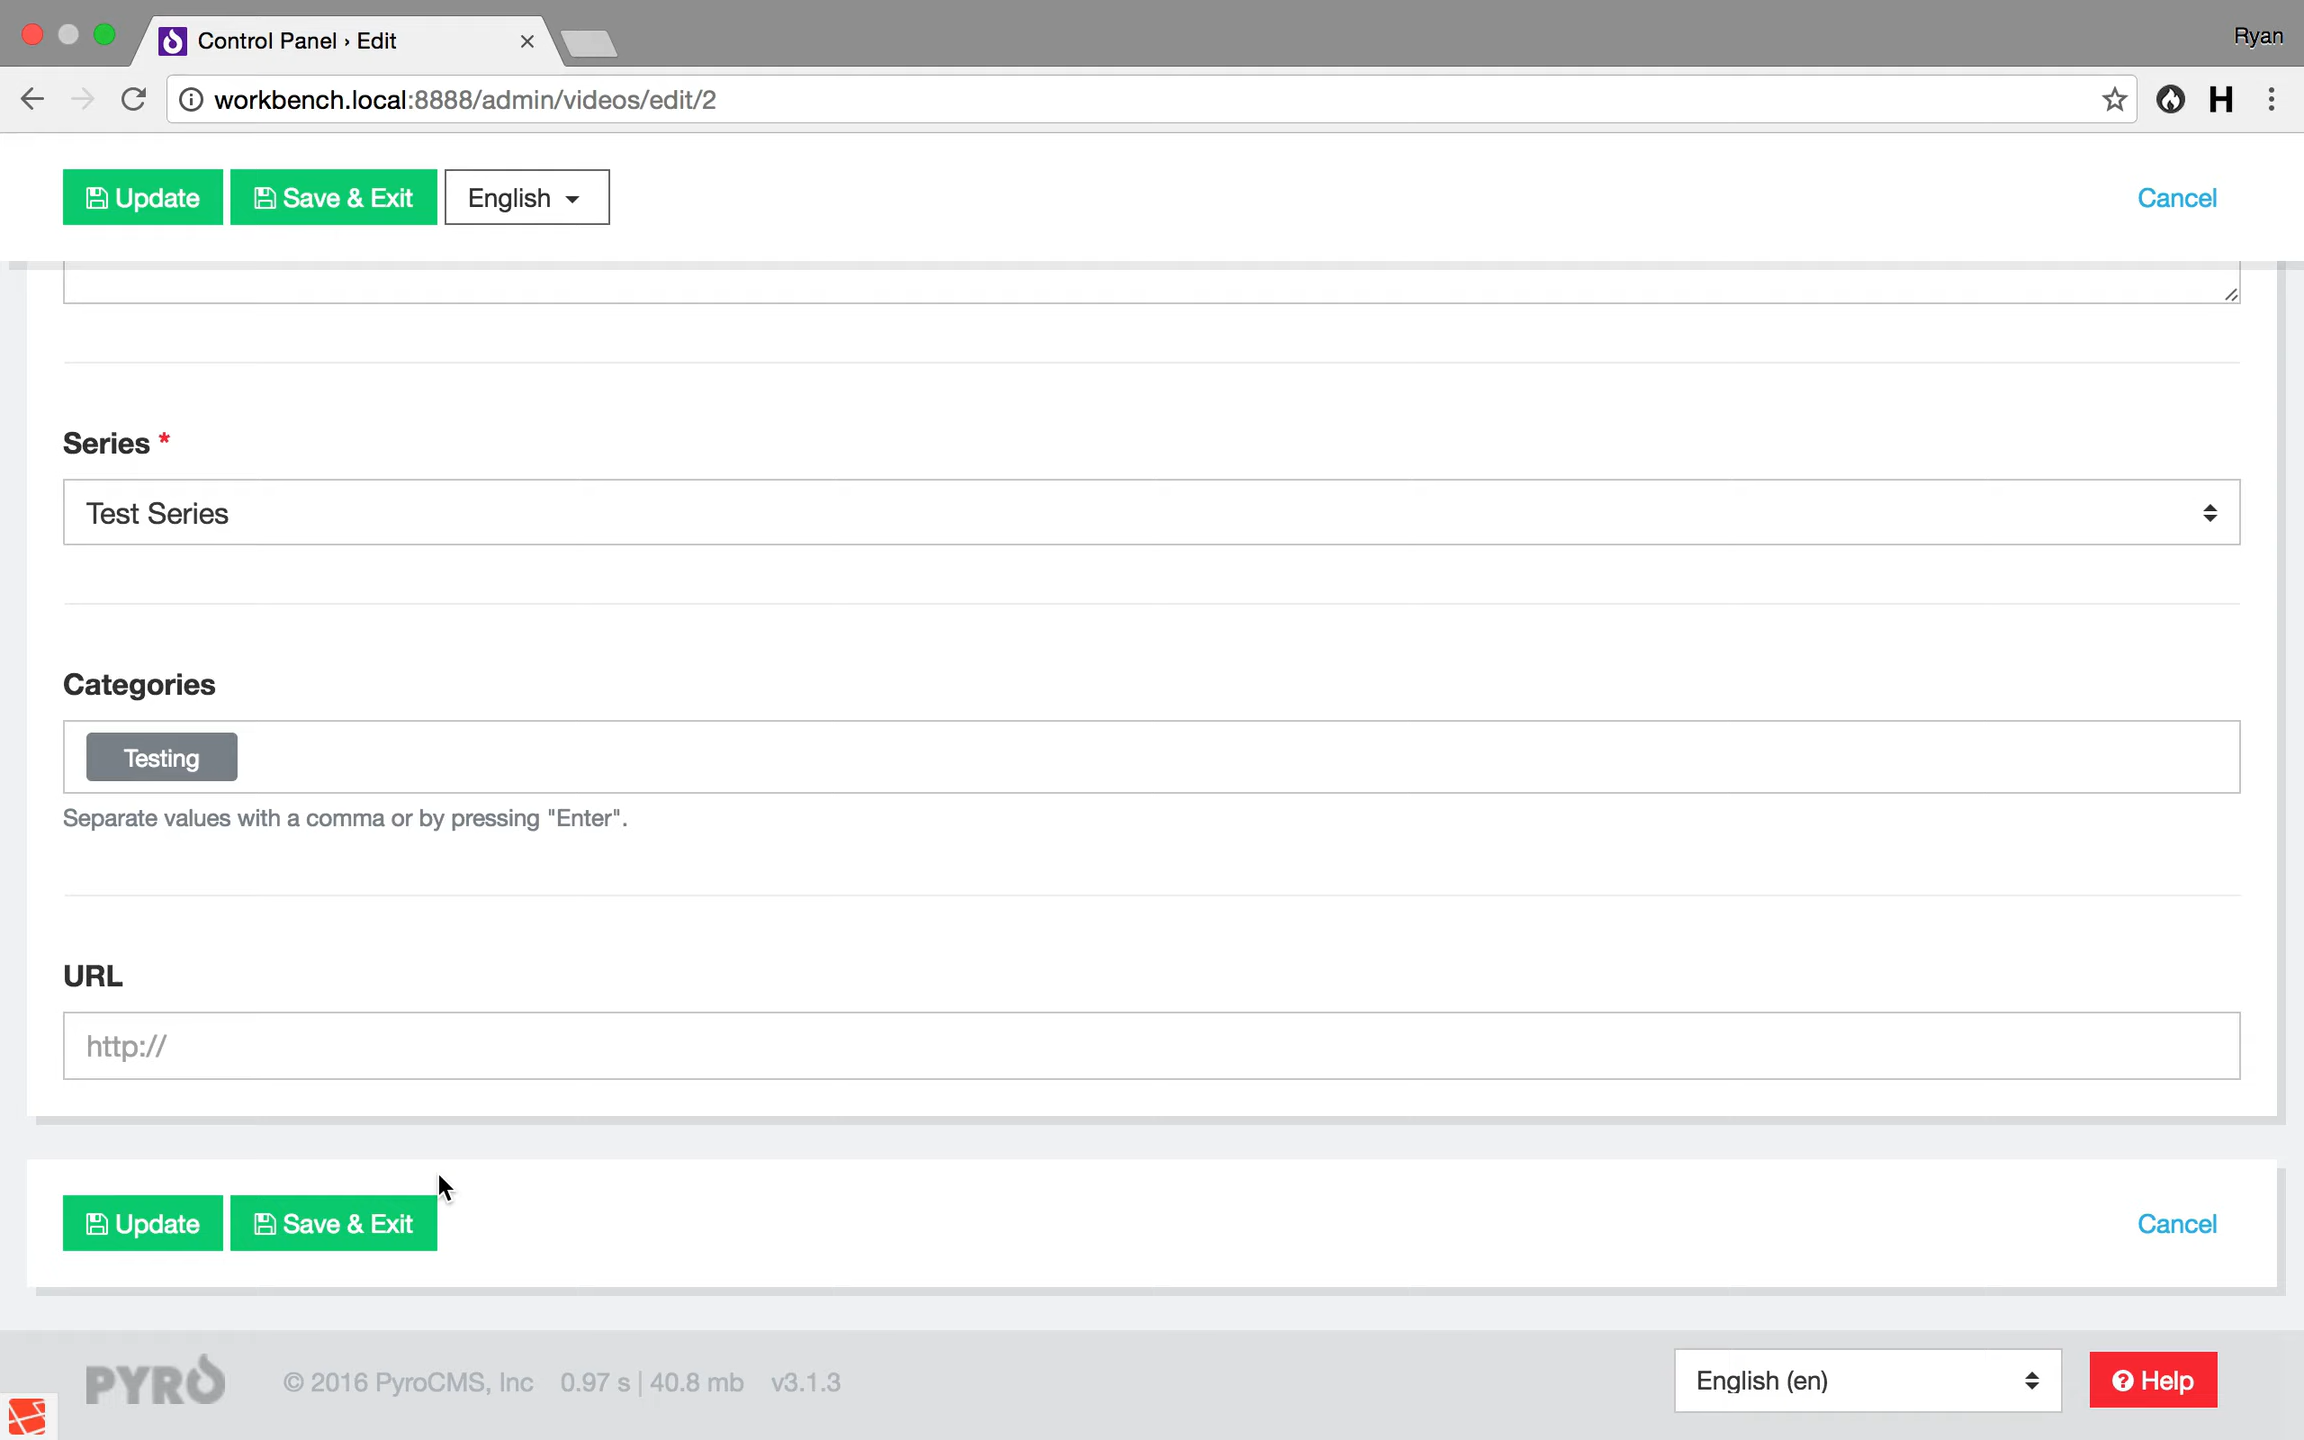 Control Panel › Edit
Ryan
workbench.local:8888/admin/videos/edit/2
H
Update
Save & Exit
English
Cancel
Series *
Test Series
Categories
Testing
Separate values with a comma or by pressing "Enter".
URL
http://
Update
Save & Exit
Cancel
PYRO
© 2016 PyroCMS, Inc 0.97 s | 40.8 mb v3.1.3
English (en)
Help